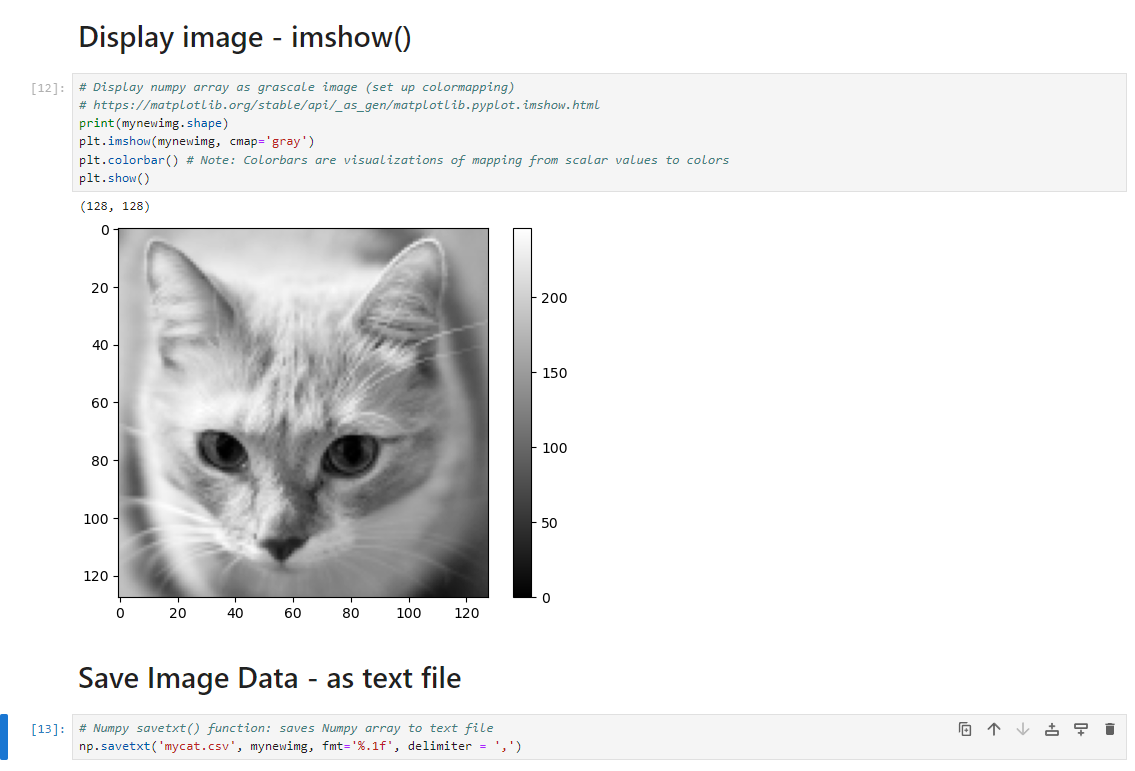 Display image - imshow()
[12]:
# Display numpy array as grascale image (set up colormapping)
# https://matplotlib.org/stable/api/_as_gen/matplotlib.pyplot.imshow.html
print(mynewimg.shape)
plt.imshow(mynewimg, cmap='gray')
plt.colorbar() # Note: Colorbars are visualizations of mapping from scalar values to colors
plt.show()
(128, 128)
0
20
40
60
80
100
120
0 20 40 60 80 100 120
200
150
100
50
0
Save Image Data - as text file
[13]:
# Numpy savetxt() function: saves Numpy array to text file
np.savetxt('mycat.csv', mynewimg, fmt='%.1f', delimiter = ',')